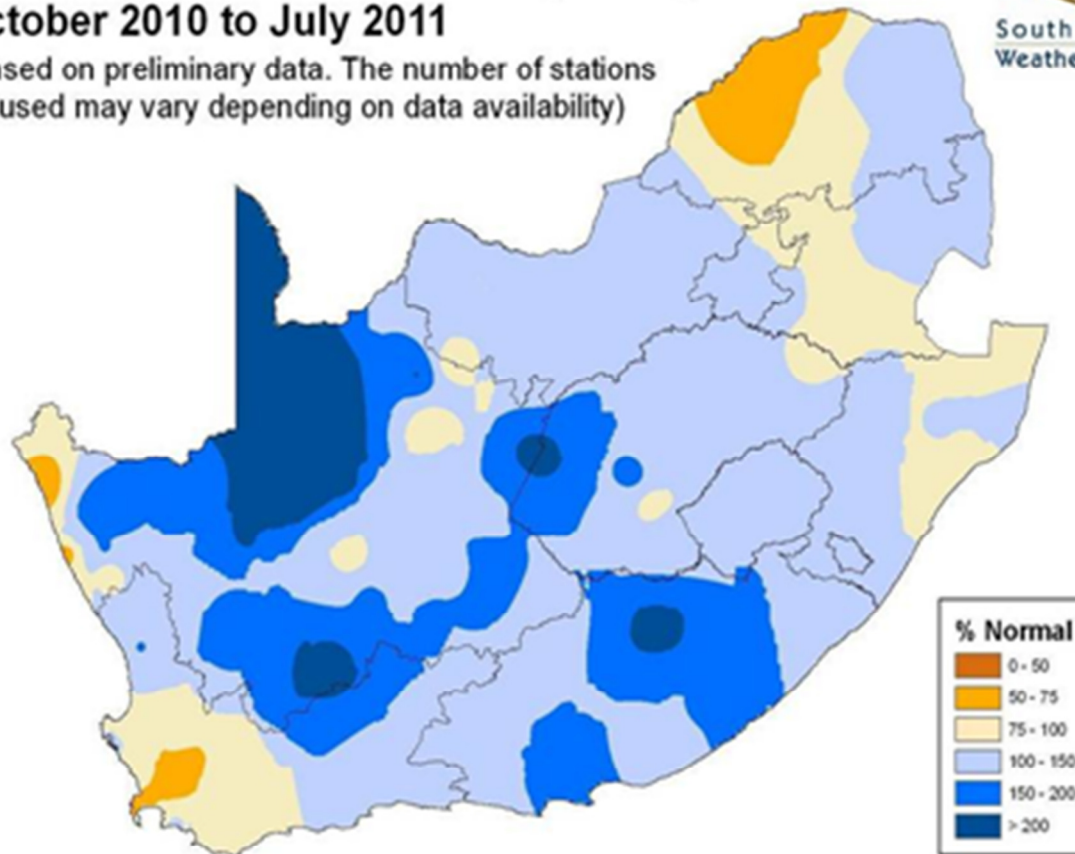 ctober 2010 to July 2011
ased on preliminary data. The number of stations
used may vary depending on data availability)
South
Weathe
% Normal
0 - 50
50 - 75
75 - 100
100 - 150
150 - 200
> 200